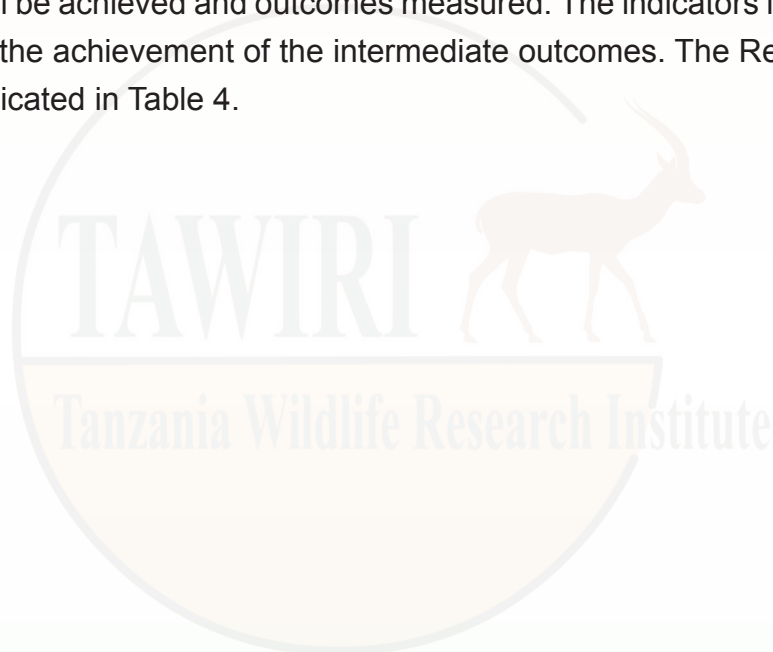 be achieved and outcomes measured. The indicators
the achievement of the intermediate outcomes. The Re
icated in Table 4.
TAWIRI
Tanzania Wildlife Research Institute